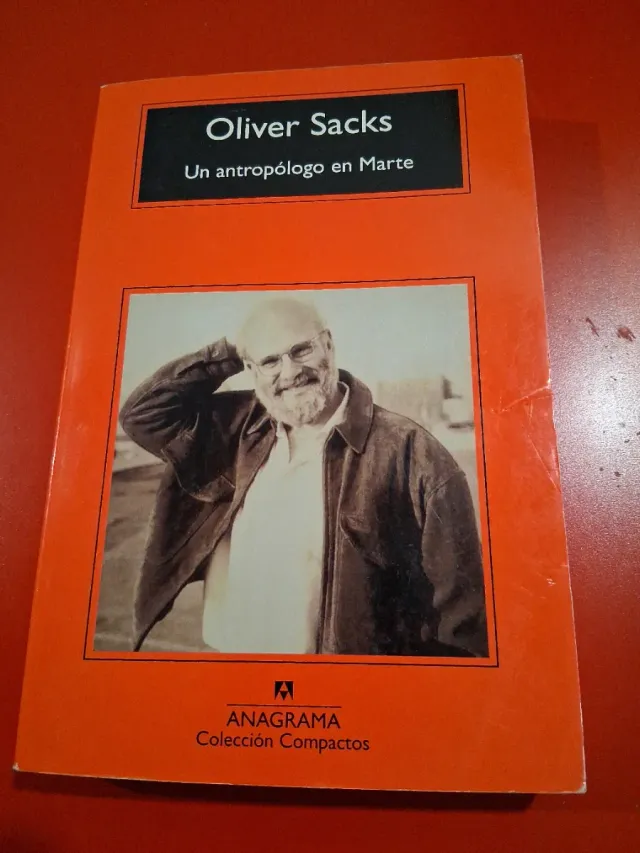 Oliver Sacks
Un antropólogo en Marte
ANAGRAMA
Colección Compactos